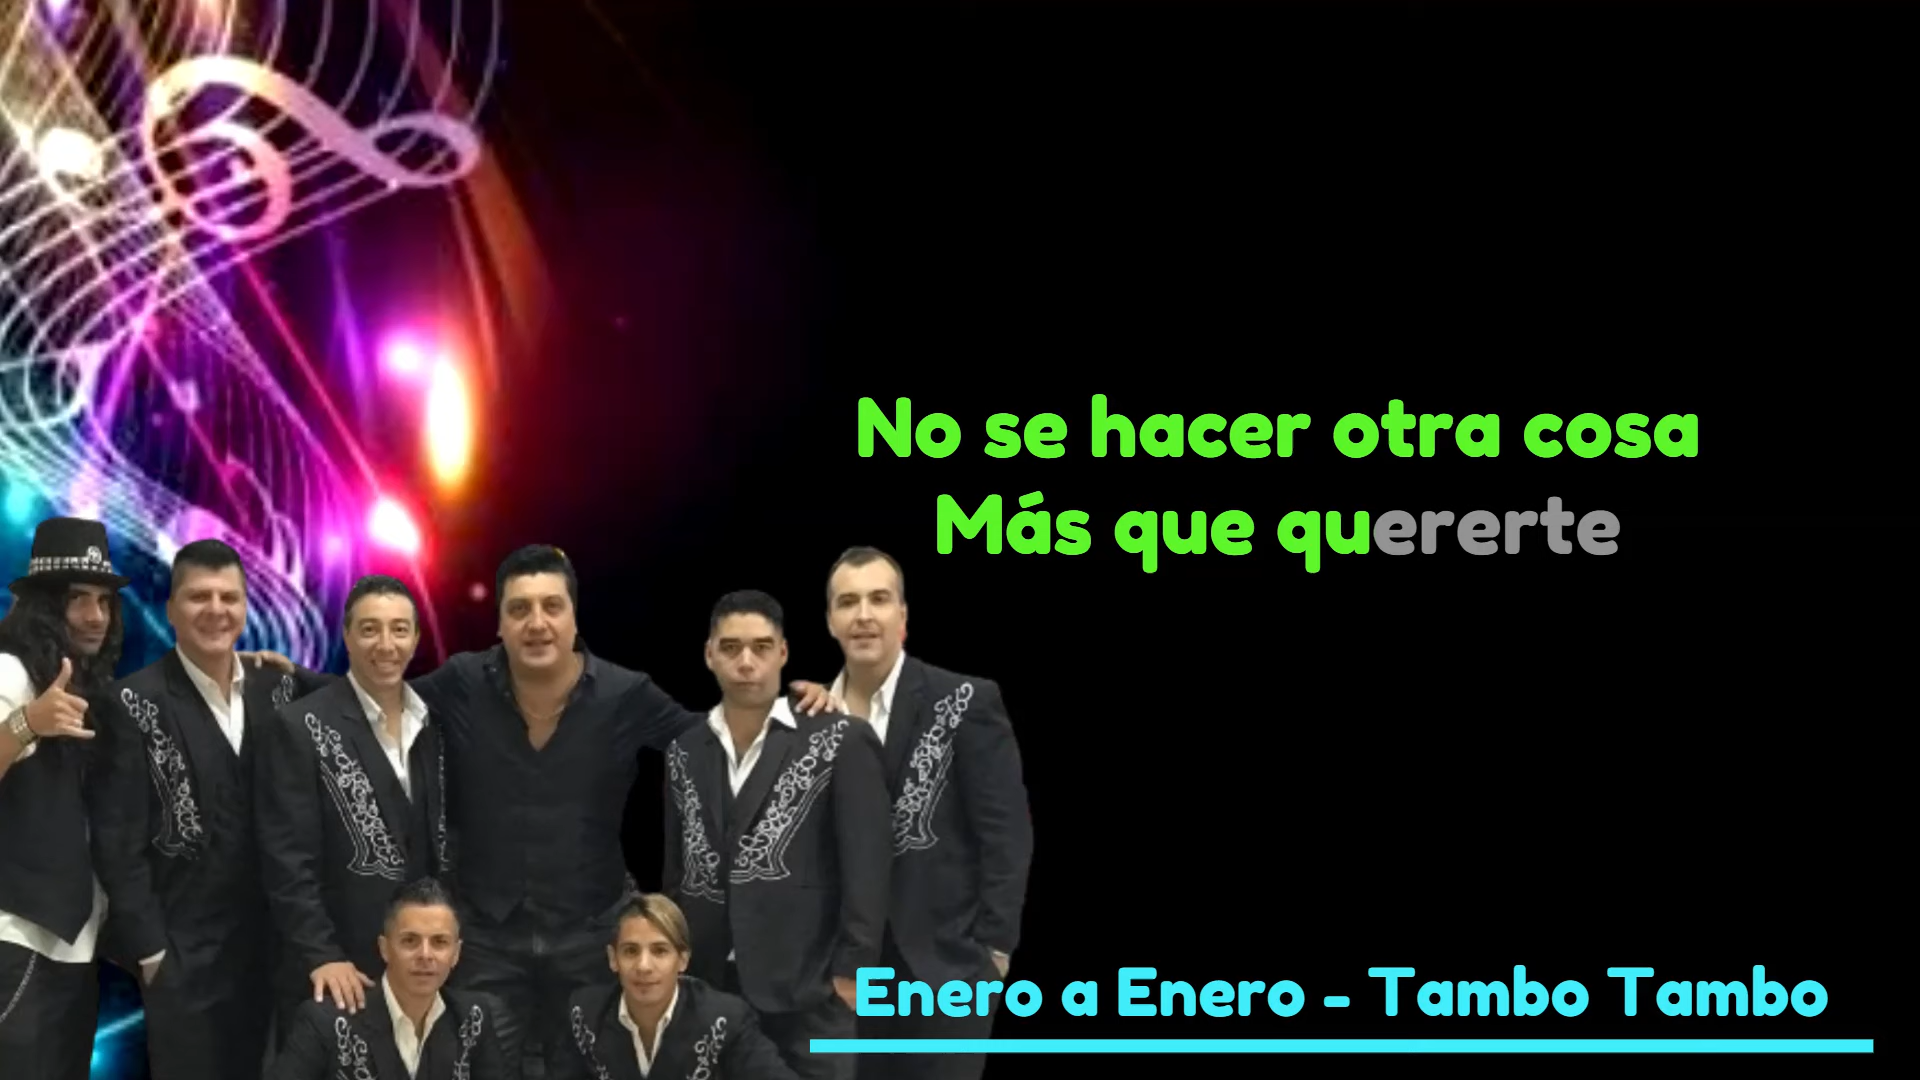 No se hacer otra cosa
Más que quererte
Enero a Enero - Tambo Tambo